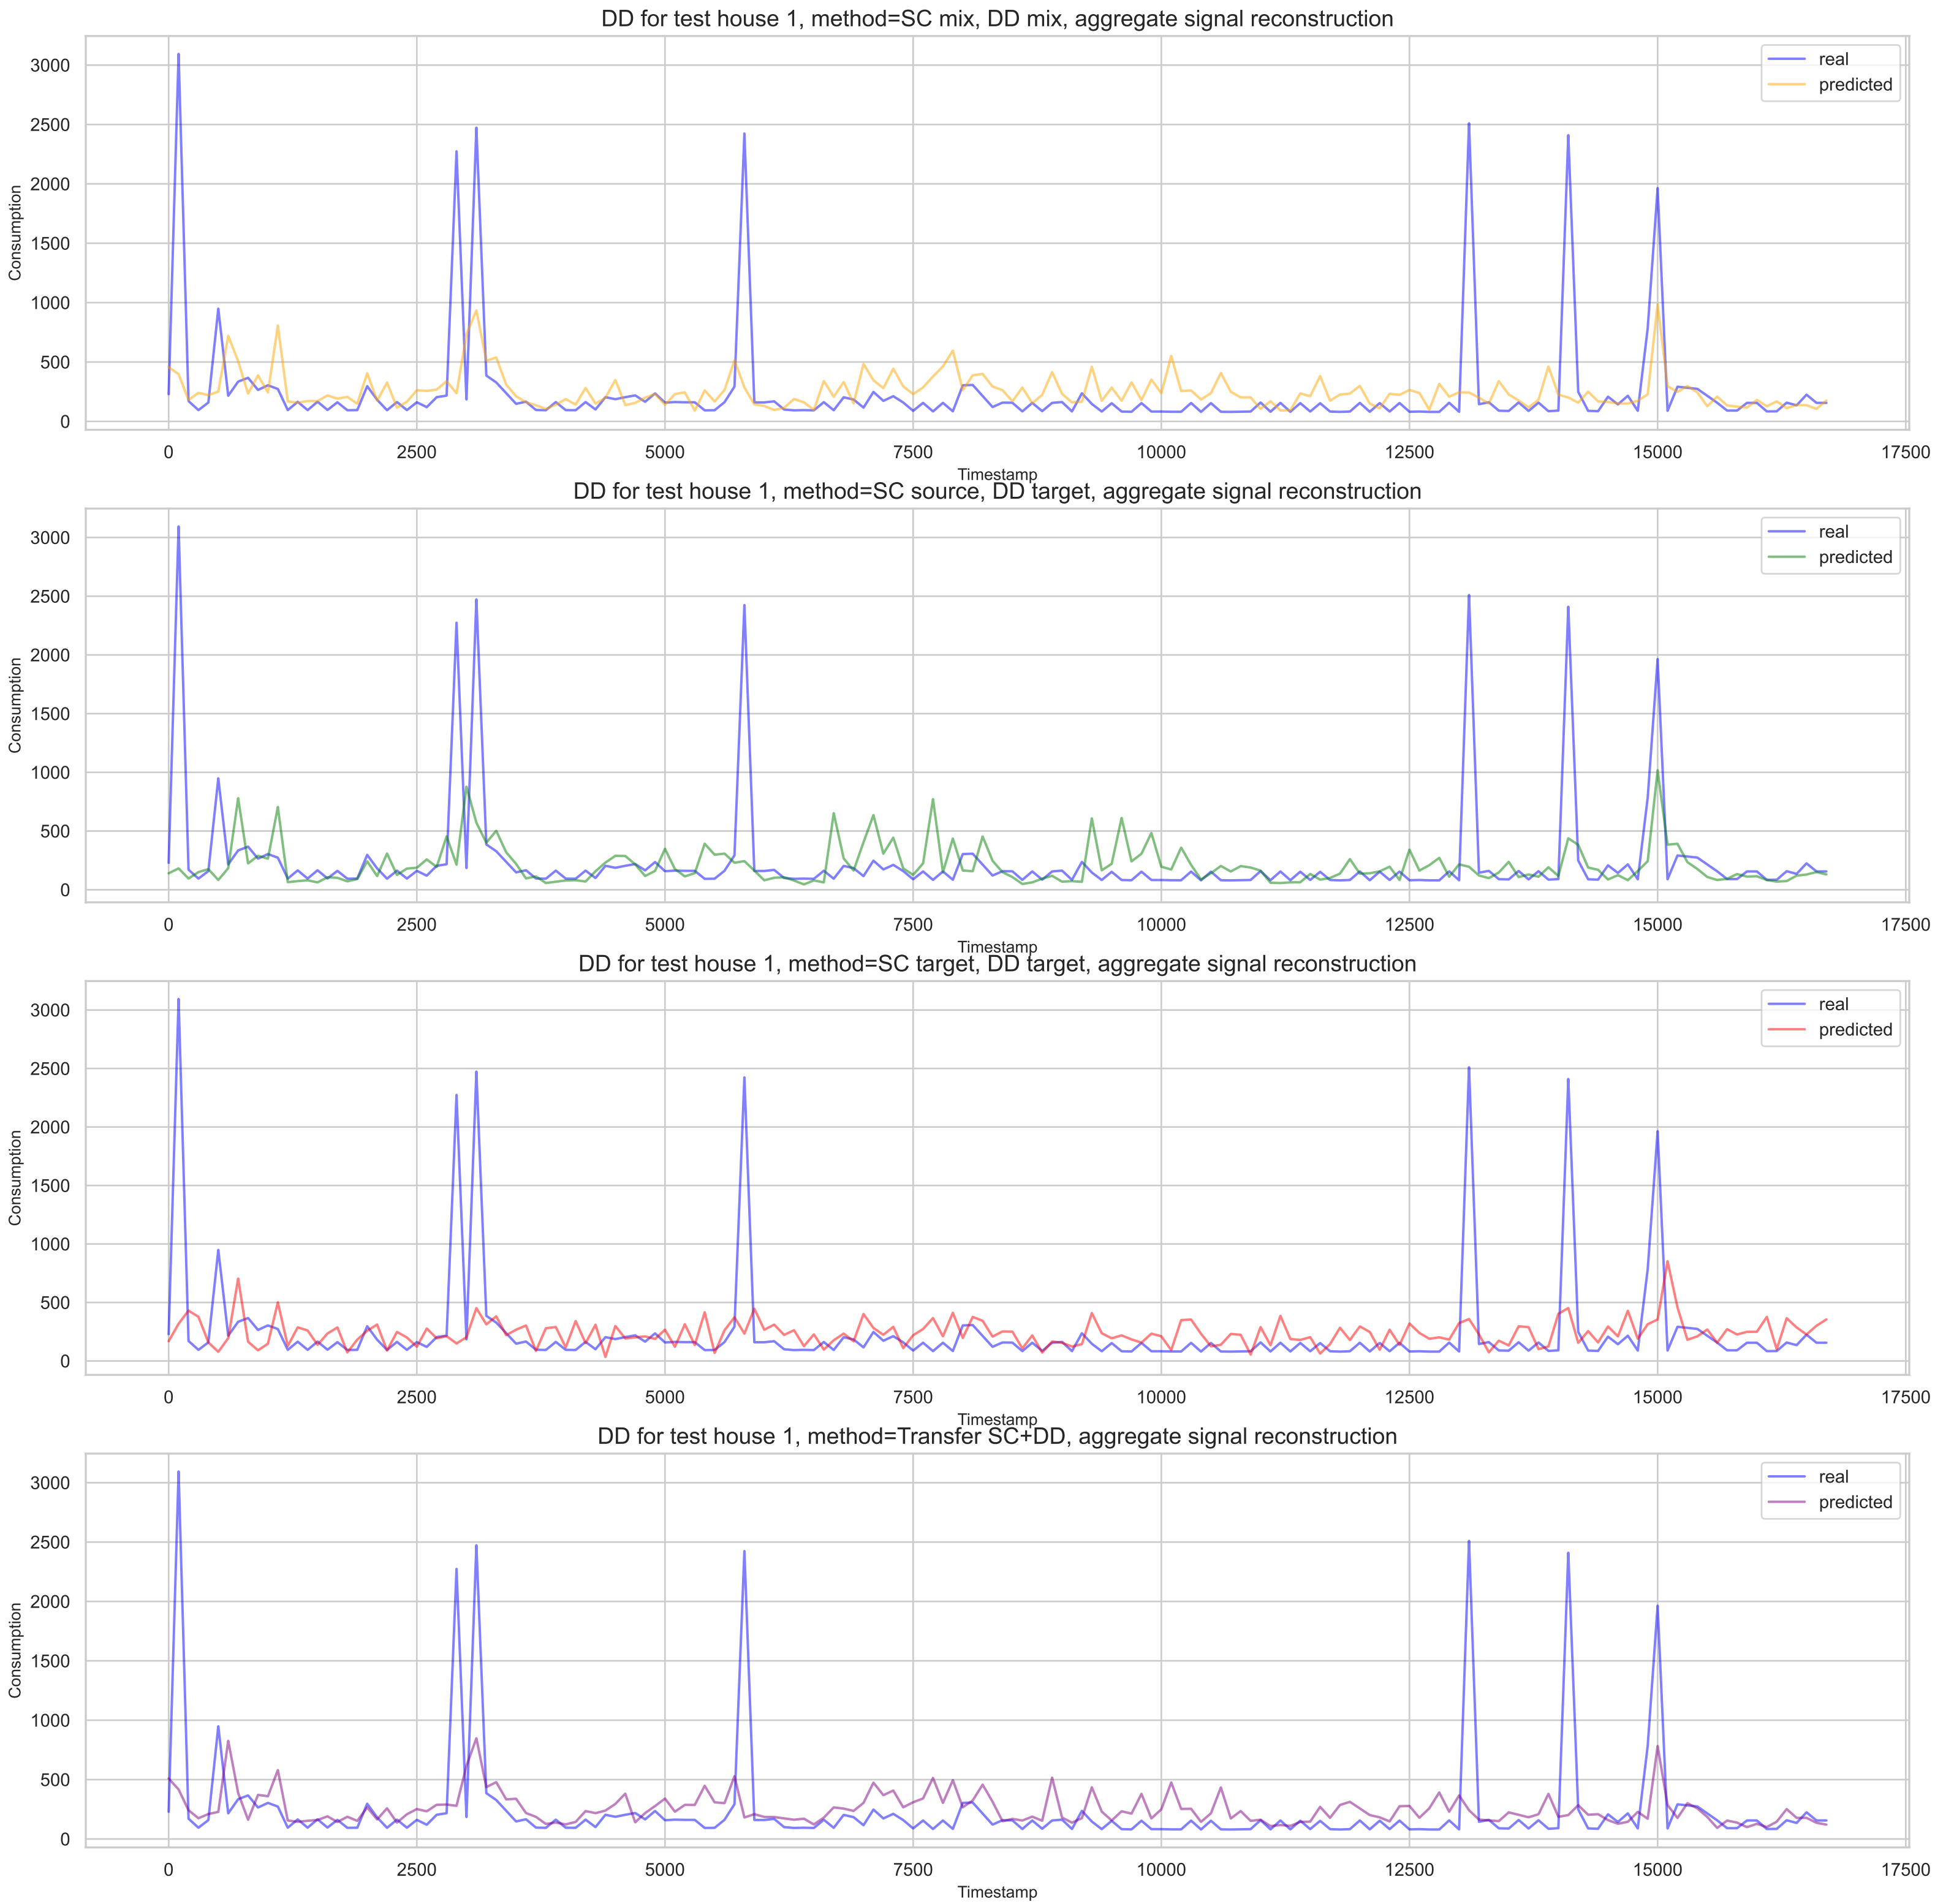 DD for test house 1, method=SC mix, DD mix, aggregate signal reconstruction
real
predicted
3000
2500
2000
1500
1000
500
0
Consumption
0 2500 5000 7500 10000 12500 15000 17500
Timestamp
DD for test house 1, method=SC source, DD target, aggregate signal reconstruction
real
predicted
3000
2500
2000
1500
1000
500
0
Consumption
0 2500 5000 7500 10000 12500 15000 17500
Timestamp
DD for test house 1, method=SC target, DD target, aggregate signal reconstruction
real
predicted
3000
2500
2000
1500
1000
500
0
Consumption
0 2500 5000 7500 10000 12500 15000 17500
Timestamp
DD for test house 1, method=Transfer SC+DD, aggregate signal reconstruction
real
predicted
3000
2500
2000
1500
1000
500
0
Consumption
0 2500 5000 7500 10000 12500 15000 17500
Timestamp